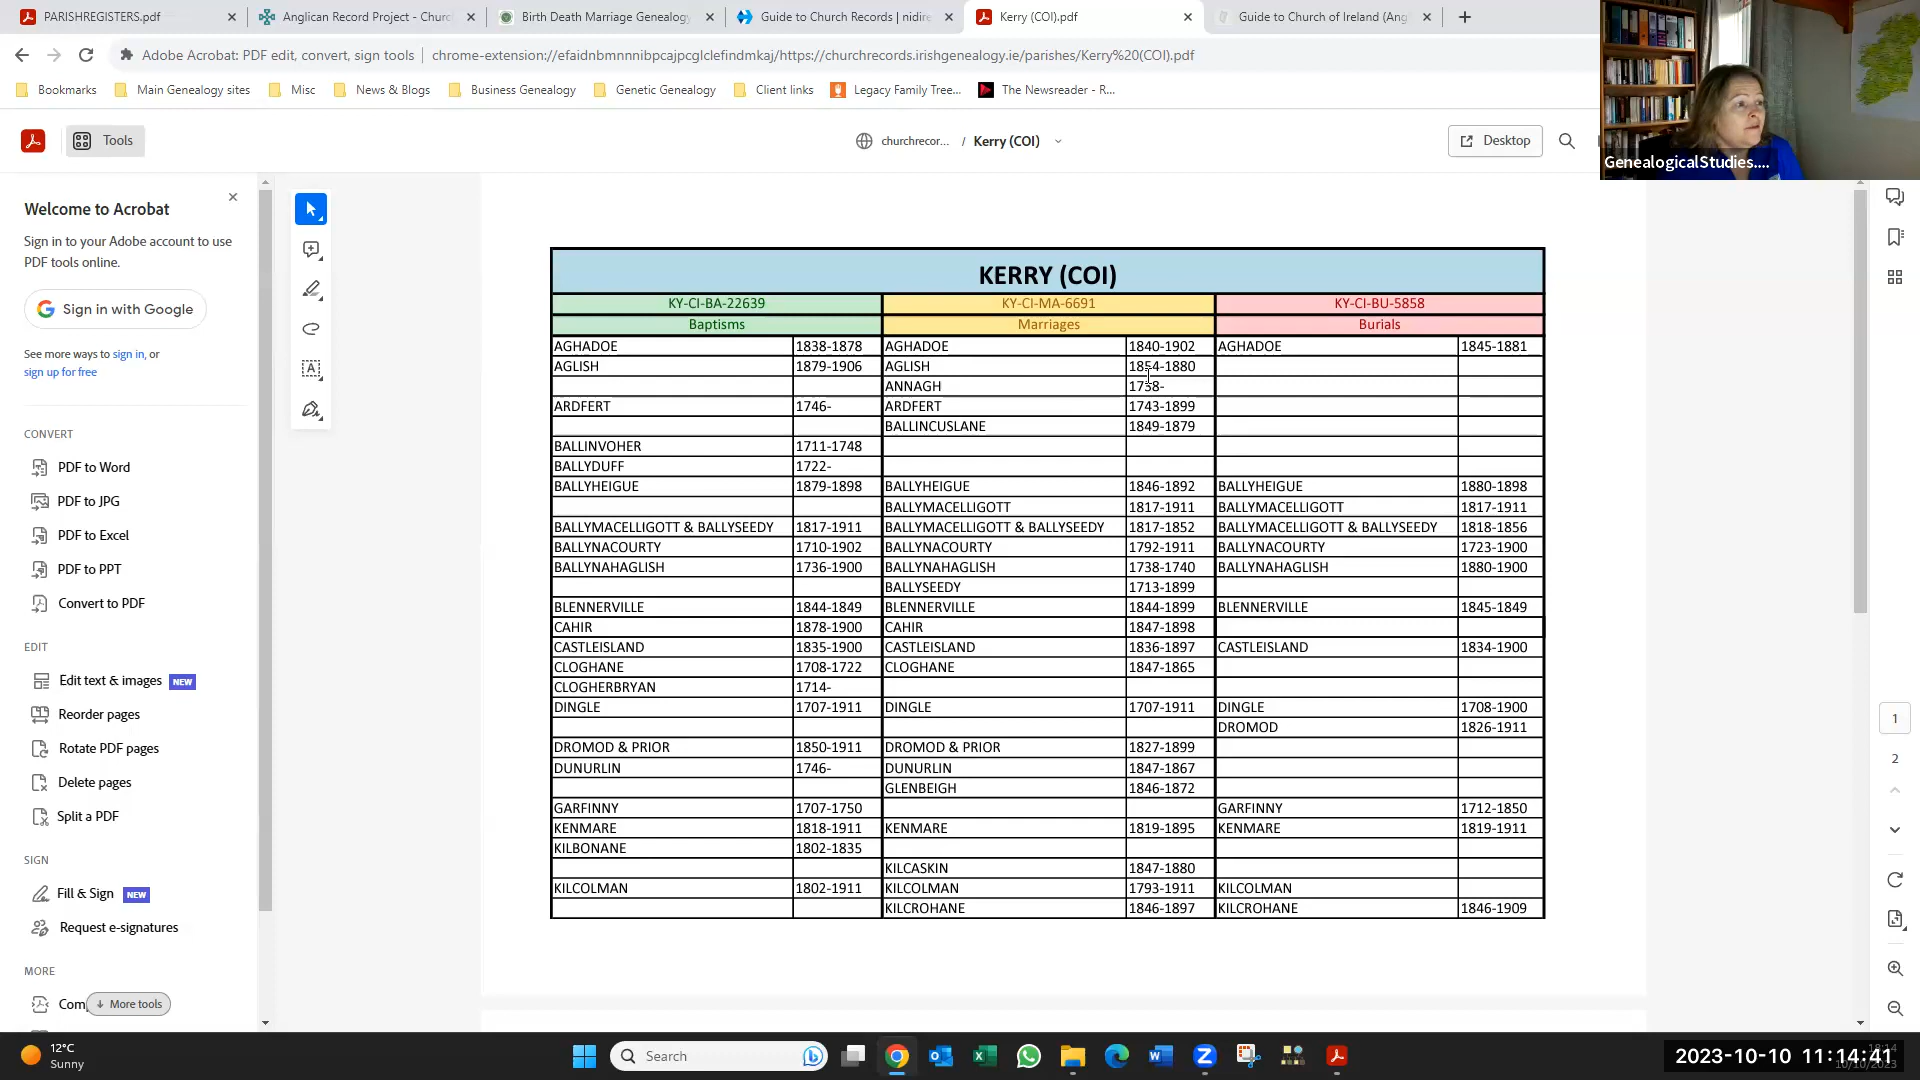 PARISHREGISTERS.pdf
Anglican Record Project - Churc
Birth Death Marriage Genealogy
Guide to Church Records | nidire
Kerry (COI).pdf
Guide to Church of Ireland (Ang
Adobe Acrobat: PDF edit, convert, sign tools
chrome-extension://efaidnbmnnnibpcajpcglclefindmkaj/https://churchrecords.irishgenealogy.ie/parishes/Kerry%20(COI).pdf
Bookmarks
Main Genealogy sites
Misc
News & Blogs
Business Genealogy
Genetic Genealogy
Client links
Legacy Family Tree...
The Newsreader - R...
Tools
churchrecor... / Kerry (COI)
Desktop
GenealogicalStudies....
Welcome to Acrobat
Sign in to your Adobe account to use
PDF tools online.
Sign in with Google
See more ways to sign in, or
sign up for free
CONVERT
PDF to Word
PDF to JPG
PDF to Excel
PDF to PPT
Convert to PDF
EDIT
Edit text & images NEW
Reorder pages
Rotate PDF pages
Delete pages
Split a PDF
SIGN
Fill & Sign NEW
Request e-signatures
MORE
Com
More tools
KERRY (COI)
KY-CI-BA-22639 KY-CI-MA-6691 KY-CI-BU-5858
Baptisms Marriages Burials
AGHADOE 1838-1878 AGHADOE 1840-1902 AGHADOE 1845-1881
AGLISH 1879-1906 AGLISH 1854-1880
ANNAGH 1738-
ARDFERT 1746- ARDFERT 1743-1899
BALLINCUSLANE 1849-1879
BALLINVOHER 1711-1748
BALLYDUFF 1722-
BALLYHEIGUE 1879-1898 BALLYHEIGUE 1846-1892 BALLYHEIGUE 1880-1898
BALLYMACELLIGOTT 1817-1911 BALLYMACELLIGOTT 1817-1911
BALLYMACELLIGOTT & BALLYSEEDY 1817-1911 BALLYMACELLIGOTT & BALLYSEEDY 1817-1852 BALLYMACELLIGOTT & BALLYSEEDY 1818-1856
BALLYNACOURTY 1710-1902 BALLYNACOURTY 1792-1911 BALLYNACOURTY 1723-1900
BALLYNAHAGLISH 1736-1900 BALLYNAHAGLISH 1738-1740 BALLYNAHAGLISH 1880-1900
BALLYSEEDY 1713-1899
BLENNERVILLE 1844-1849 BLENNERVILLE 1844-1899 BLENNERVILLE 1845-1849
CAHIR 1878-1900 CAHIR 1847-1898
CASTLEISLAND 1835-1900 CASTLEISLAND 1836-1897 CASTLEISLAND 1834-1900
CLOGHANE 1708-1722 CLOGHANE 1847-1865
CLOGHERBRYAN 1714-
DINGLE 1707-1911 DINGLE 1707-1911 DINGLE 1708-1900
DROMOD 1826-1911
DROMOD & PRIOR 1850-1911 DROMOD & PRIOR 1827-1899
DUNURLIN 1746- DUNURLIN 1847-1867
GLENBEIGH 1846-1872
GARFINNY 1707-1750 GARFINNY 1712-1850
KENMARE 1818-1911 KENMARE 1819-1895 KENMARE 1819-1911
KILBONANE 1802-1835
KILCASKIN 1847-1880
KILCOLMAN 1802-1911 KILCOLMAN 1793-1911 KILCOLMAN
KILCROHANE 1846-1897 KILCROHANE 1846-1909
1
2
12°C
Sunny
Search
2023-10-10 11:14:41